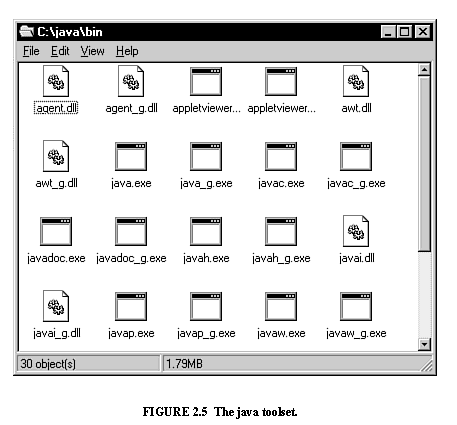 C:\java\bin
File Edit View Help
agent.dll agent_g.dll appletviewer... appletviewer... awt.dll
awt_g.dll java.exe java_g.exe javac.exe javac_g.exe
javadoc.exe javadoc_g.exe javah.exe javah_g.exe javai.dll
javai_g.dll javap.exe javap_g.exe javaw.exe javaw_g.exe
30 object(s) 1.79MB
FIGURE 2.5 The java toolset.